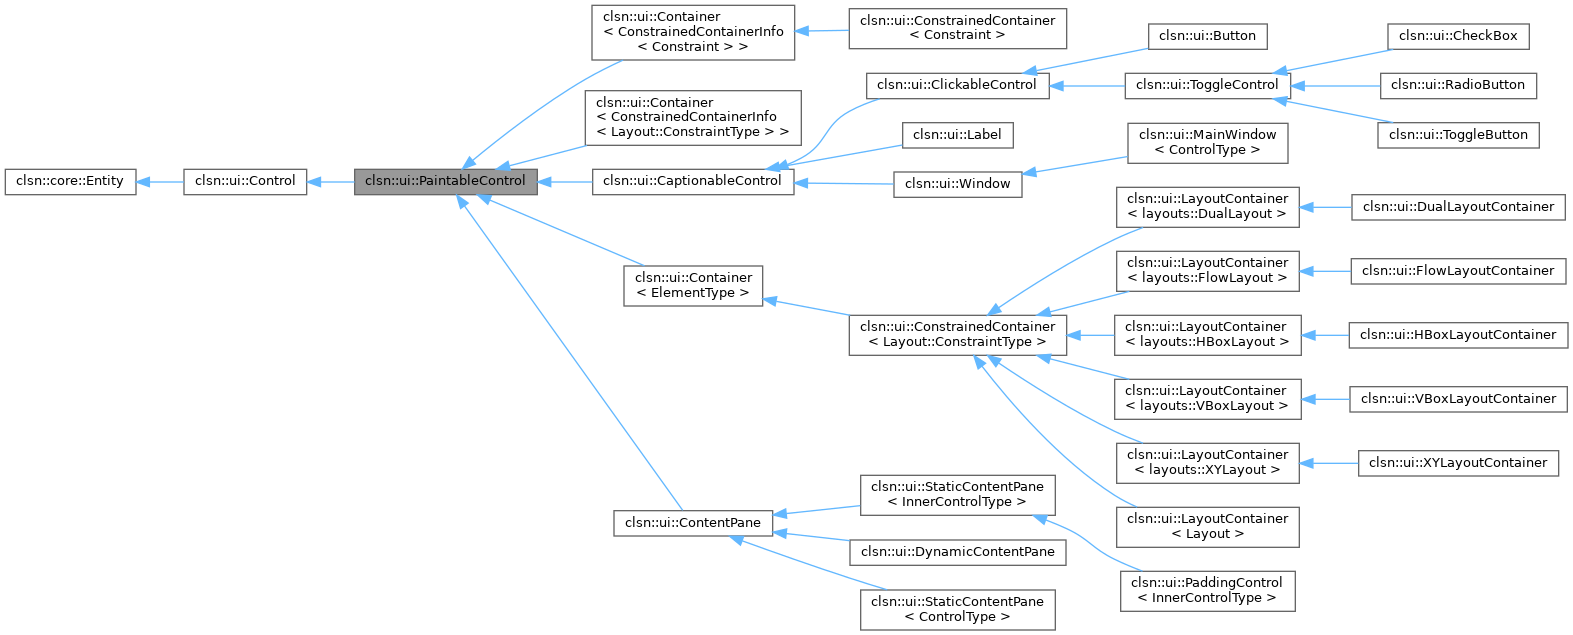 clsn::core::Entity
clsn::ui::Control
clsn::ui::PaintableControl
clsn::ui::Container
< ConstrainedContainerInfo
< Constraint > >
clsn::ui::Container
< ConstrainedContainerInfo
< Layout::ConstraintType > >
clsn::ui::CaptionableControl
clsn::ui::Container
< ElementType >
clsn::ui::ContentPane
clsn::ui::ConstrainedContainer
< Constraint >
clsn::ui::ClickableControl
clsn::ui::Label
clsn::ui::Window
clsn::ui::ConstrainedContainer
< Layout::ConstraintType >
clsn::ui::StaticContentPane
< InnerControlType >
clsn::ui::DynamicContentPane
clsn::ui::StaticContentPane
< ControlType >
clsn::ui::Button
clsn::ui::ToggleControl
clsn::ui::MainWindow
< ControlType >
clsn::ui::LayoutContainer
< layouts::DualLayout >
clsn::ui::LayoutContainer
< layouts::FlowLayout >
clsn::ui::LayoutContainer
< layouts::HBoxLayout >
clsn::ui::LayoutContainer
< layouts::VBoxLayout >
clsn::ui::LayoutContainer
< layouts::XYLayout >
clsn::ui::LayoutContainer
< Layout >
clsn::ui::PaddingControl
< InnerControlType >
clsn::ui::CheckBox
clsn::ui::RadioButton
clsn::ui::ToggleButton
clsn::ui::DualLayoutContainer
clsn::ui::FlowLayoutContainer
clsn::ui::HBoxLayoutContainer
clsn::ui::VBoxLayoutContainer
clsn::ui::XYLayoutContainer